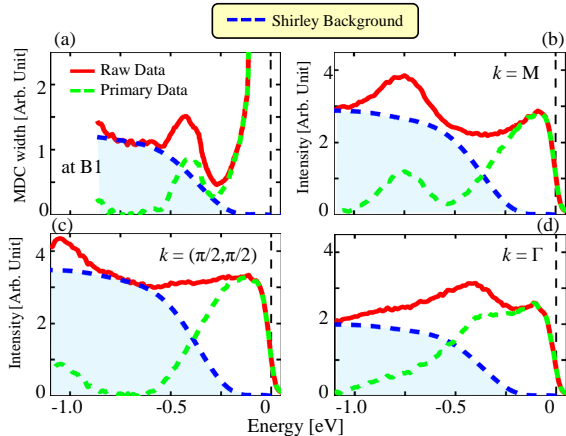 Shirley Background
(a)
Raw Data
Primary Data
at B1
MDC width [Arb. Unit]
2
1
0
(b)
k = M
Intensity [Arb. Unit]
4
2
0
(c)
k = (π/2,π/2)
Intensity [Arb. Unit]
4
2
0
-1.0
-0.5
0
(d)
k = Γ
4
2
0
-1.0
-0.5
0
Energy [eV]